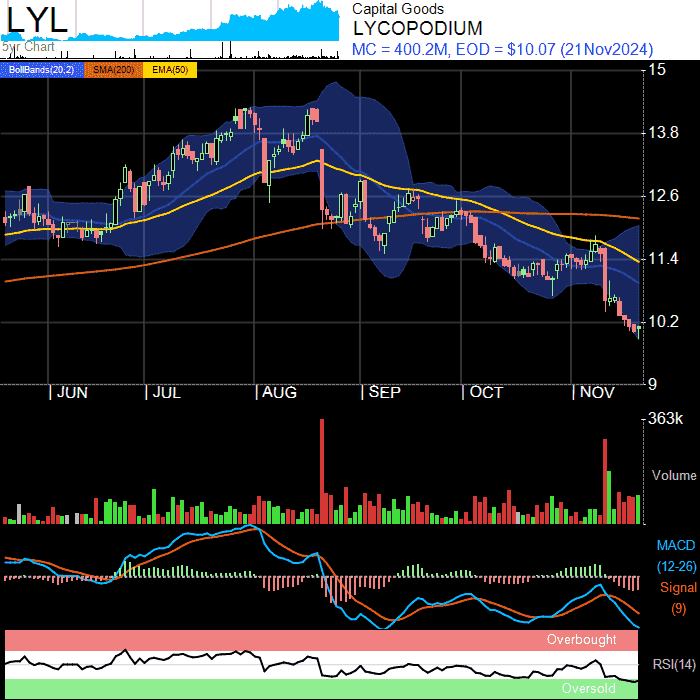 LYL
5yr Chart
Capital Goods
LYCOPODIUM
MC = 400.2M, EOD = $10.07 (21Nov2024)
BollBands(20,2) SMA(200) EMA(50)
15
13.8
12.6
11.4
10.2
9
JUN JUL AUG SEP OCT NOV
363k
Volume
MACD
(12-26)
Signal
(9)
Overbought
RSI(14)
Oversold